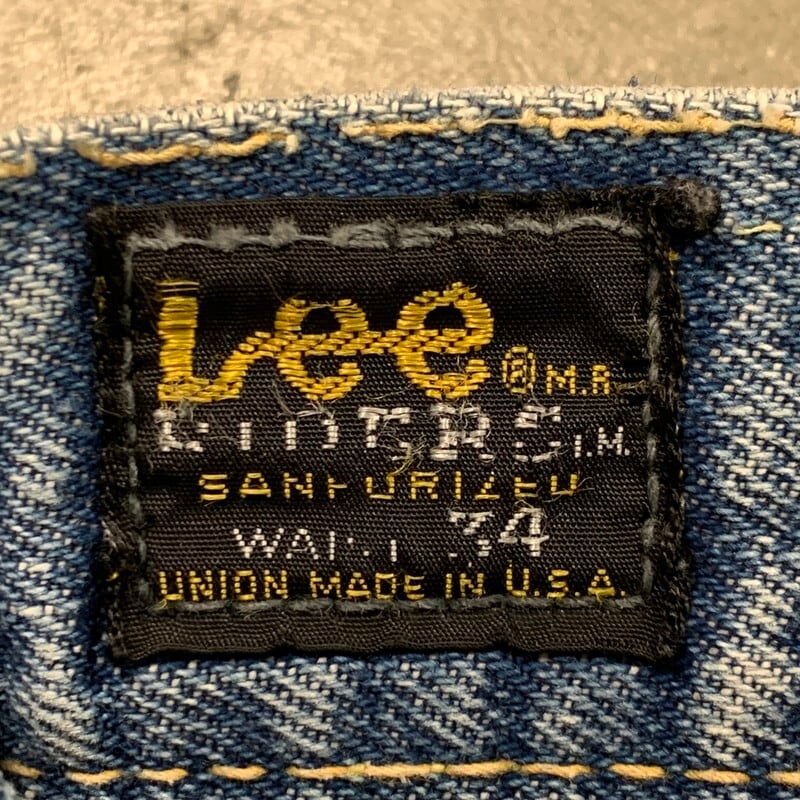 Lee ® M.R.
RIDERS T.M.
SANFORIZED
WAIST 34
UNION MADE IN U.S.A.